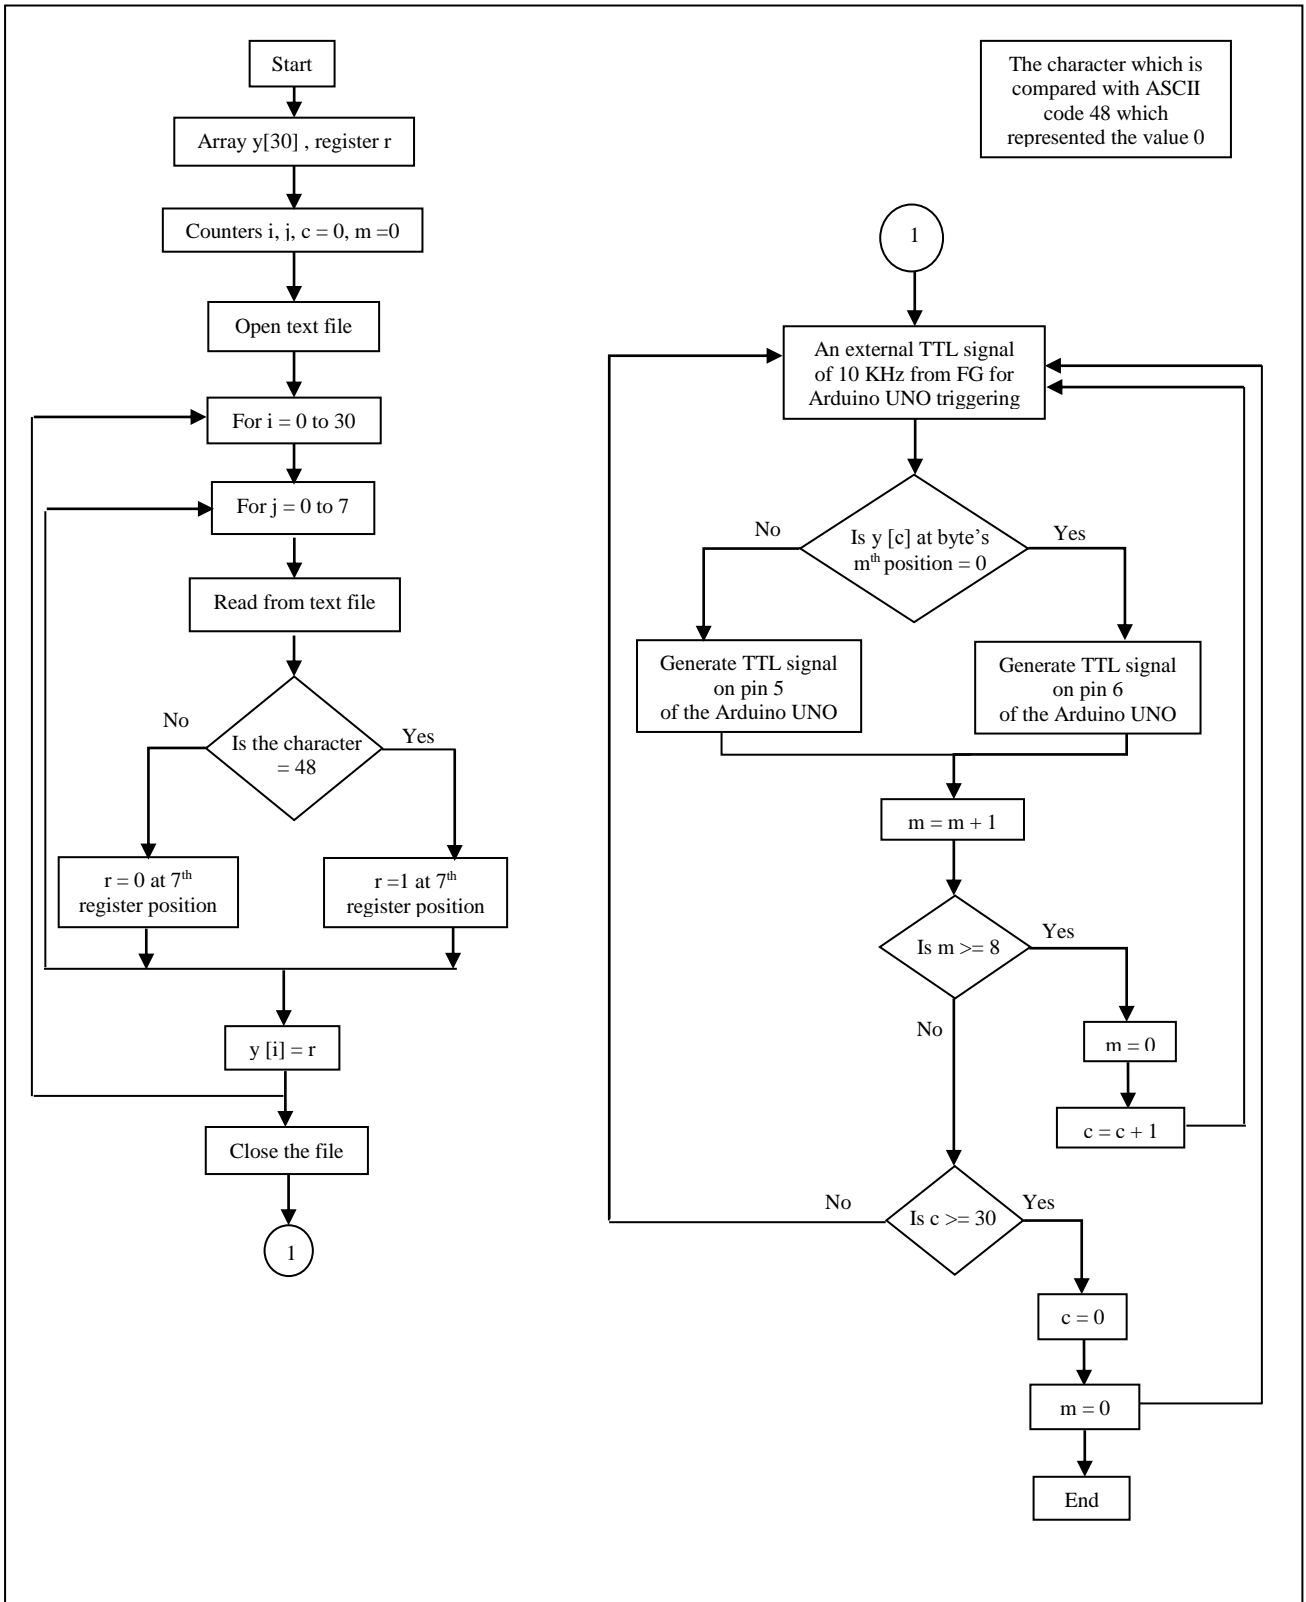 Start
Array y[30] , register r
Counters i, j, c = 0, m =0
Open text file
For i = 0 to 30
For j = 0 to 7
Read from text file
No
Yes
Is the character
= 48
r = 0 at 7th
register position
r =1 at 7th
register position
y [i] = r
Close the file
1
The character which is
compared with ASCII
code 48 which
represented the value 0
1
An external TTL signal
of 10 KHz from FG for
Arduino UNO triggering
No
Yes
Is y [c] at byte’s
mth position = 0
Generate TTL signal
on pin 5
of the Arduino UNO
Generate TTL signal
on pin 6
of the Arduino UNO
m = m + 1
Is m >= 8
Yes
No
m = 0
c = c + 1
No
Yes
Is c >= 30
c = 0
m = 0
End